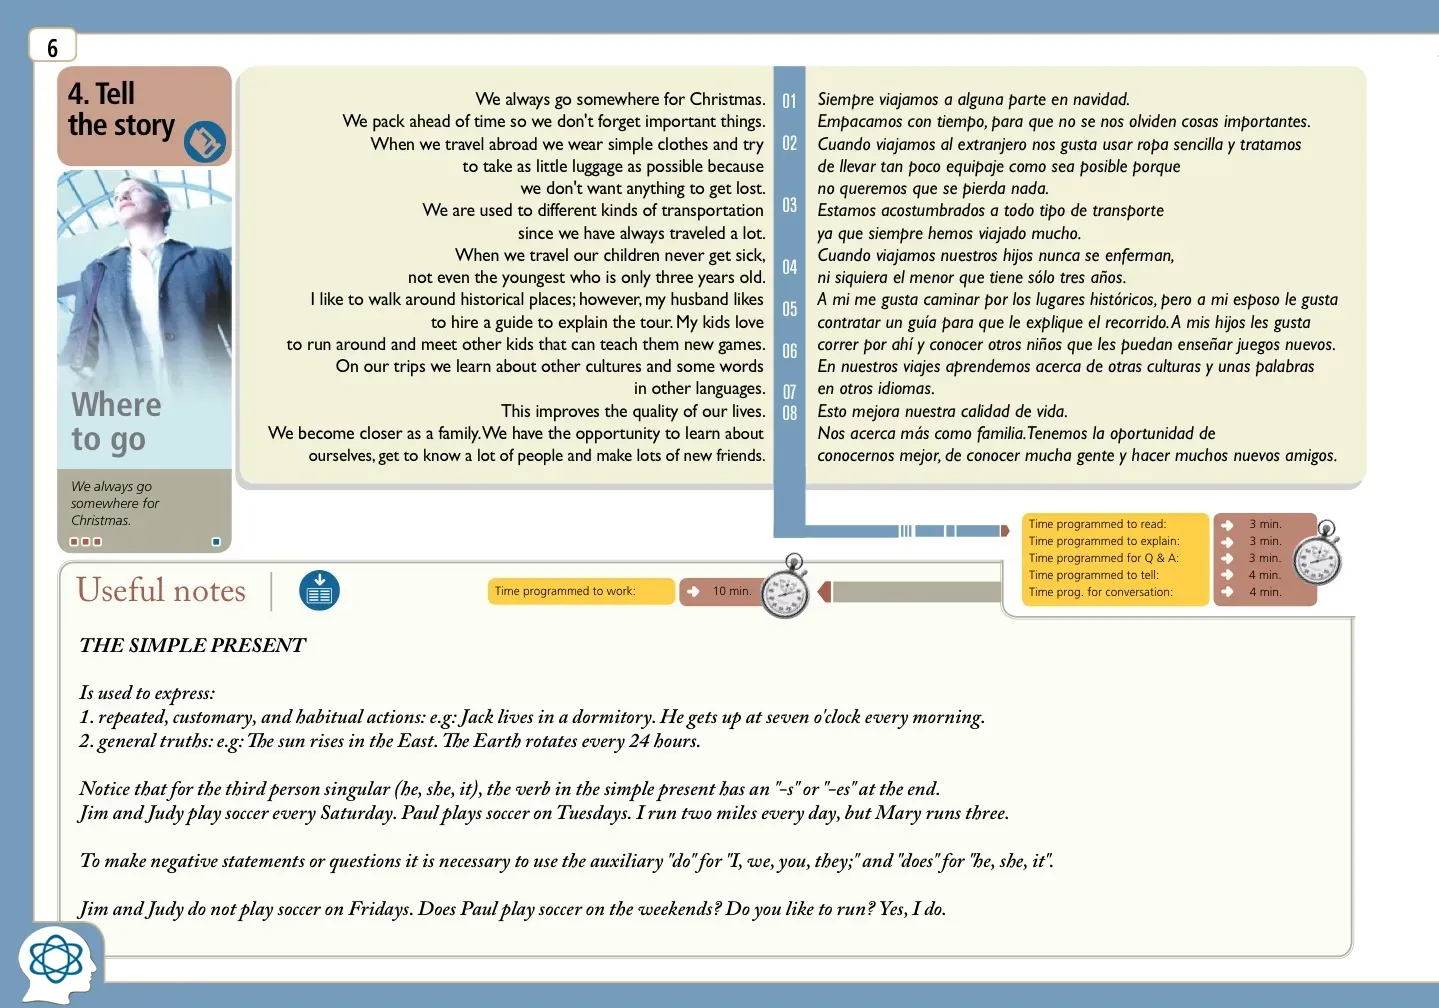 6
4. Tell
the story
Where
to go
We always go
somewhere for
Christmas.
We always go somewhere for Christmas.
We pack ahead of time so we don't forget important things.
When we travel abroad we wear simple clothes and try
to take as little luggage as possible because
we don't want anything to get lost.
We are used to different kinds of transportation
since we have always traveled a lot.
When we travel our children never get sick,
not even the youngest who is only three years old.
I like to walk around historical places; however, my husband likes
to hire a guide to explain the tour. My kids love
to run around and meet other kids that can teach them new games.
On our trips we learn about other cultures and some words
in other languages.
This improves the quality of our lives.
We become closer as a family. We have the opportunity to learn about
ourselves, get to know a lot of people and make lots of new friends.
01
02
03
04
05
06
07
08
Siempre viajamos a alguna parte en navidad.
Empacamos con tiempo, para que no se nos olviden cosas importantes.
Cuando viajamos al extranjero nos gusta usar ropa sencilla y tratamos
de llevar tan poco equipaje como sea posible porque
no queremos que se pierda nada.
Estamos acostumbrados a todo tipo de transporte
ya que siempre hemos viajado mucho.
Cuando viajamos nuestros hijos nunca se enferman,
ni siquiera el menor que tiene sólo tres años.
A mi me gusta caminar por los lugares históricos, pero a mi esposo le gusta
contratar un guía para que le explique el recorrido. A mis hijos les gusta
correr por ahí y conocer otros niños que les puedan enseñar juegos nuevos.
En nuestros viajes aprendemos acerca de otras culturas y unas palabras
en otros idiomas.
Esto mejora nuestra calidad de vida.
Nos acerca más como familia. Tenemos la oportunidad de
conocernos mejor, de conocer mucha gente y hacer muchos nuevos amigos.
Time programmed to read: 3 min.
Time programmed to explain: 3 min.
Time programmed for Q & A: 3 min.
Time programmed to tell: 4 min.
Time prog. for conversation: 4 min.
Useful notes
Time programmed to work: 10 min.
THE SIMPLE PRESENT
Is used to express:
1. repeated, customary, and habitual actions: e.g: Jack lives in a dormitory. He gets up at seven o'clock every morning.
2. general truths: e.g: The sun rises in the East. The Earth rotates every 24 hours.
Notice that for the third person singular (he, she, it), the verb in the simple present has an "-s" or "-es" at the end.
Jim and Judy play soccer every Saturday. Paul plays soccer on Tuesdays. I run two miles every day, but Mary runs three.
To make negative statements or questions it is necessary to use the auxiliary "do" for "I, we, you, they;" and "does" for "he, she, it".
Jim and Judy do not play soccer on Fridays. Does Paul play soccer on the weekends? Do you like to run? Yes, I do.